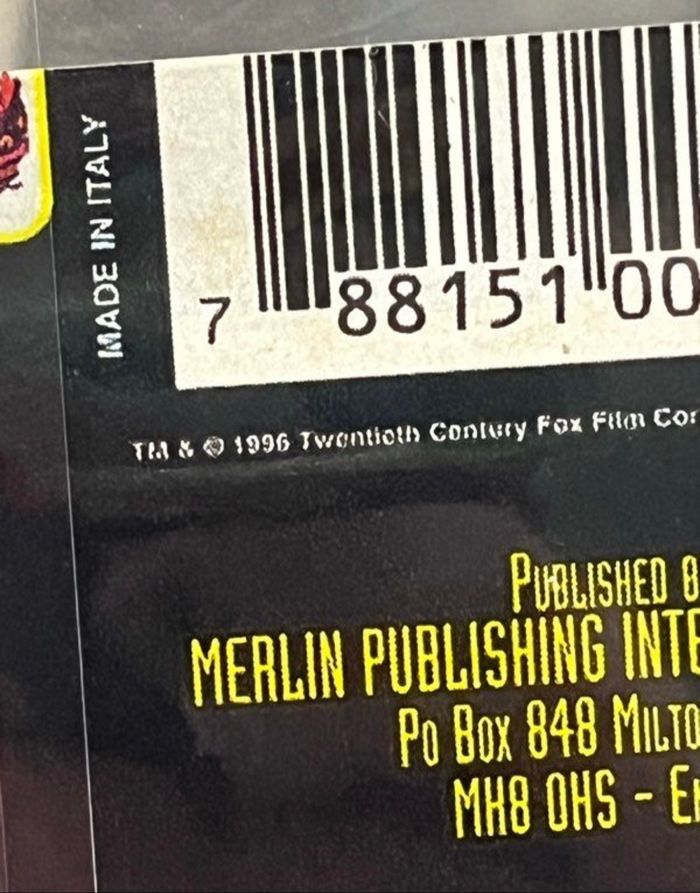 MADE IN ITALY
7 88151 00
TM & © 1996 Twentieth Century Fox Film Cor
PUBLISHED B
MERLIN PUBLISHING INTE
PO BOX 848 MILTO
MH8 0HS - E